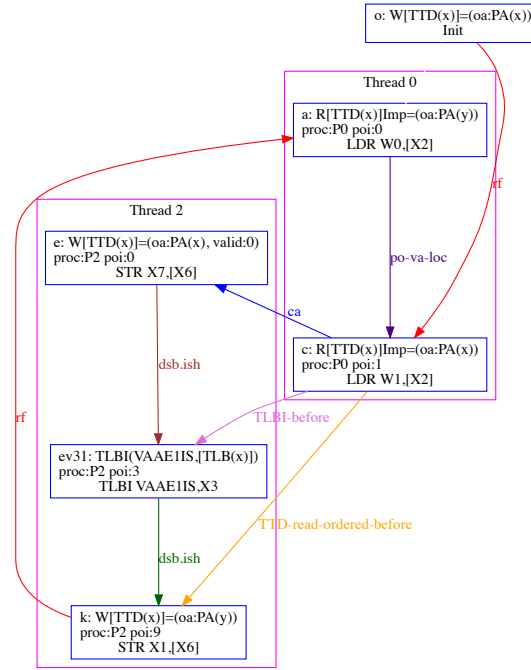 o: W[TTD(x)]=(oa:PA(x))
Init
Thread 0
a: R[TTD(x)]Imp=(oa:PA(y))
proc:P0 poi:0
LDR W0,[X2]
rf
Thread 2
e: W[TTD(x)]=(oa:PA(x), valid:0)
proc:P2 poi:0
STR X7,[X6]
po-va-loc
ca
c: R[TTD(x)]Imp=(oa:PA(x))
proc:P0 poi:1
LDR W1,[X2]
dsb.ish
rf
TLBI-before
ev31: TLBI(VAAE1IS,[TLB(x)])
proc:P2 poi:3
TLBI VAAE1IS,X3
TTD-read-ordered-before
dsb.ish
k: W[TTD(x)]=(oa:PA(y))
proc:P2 poi:9
STR X1,[X6]